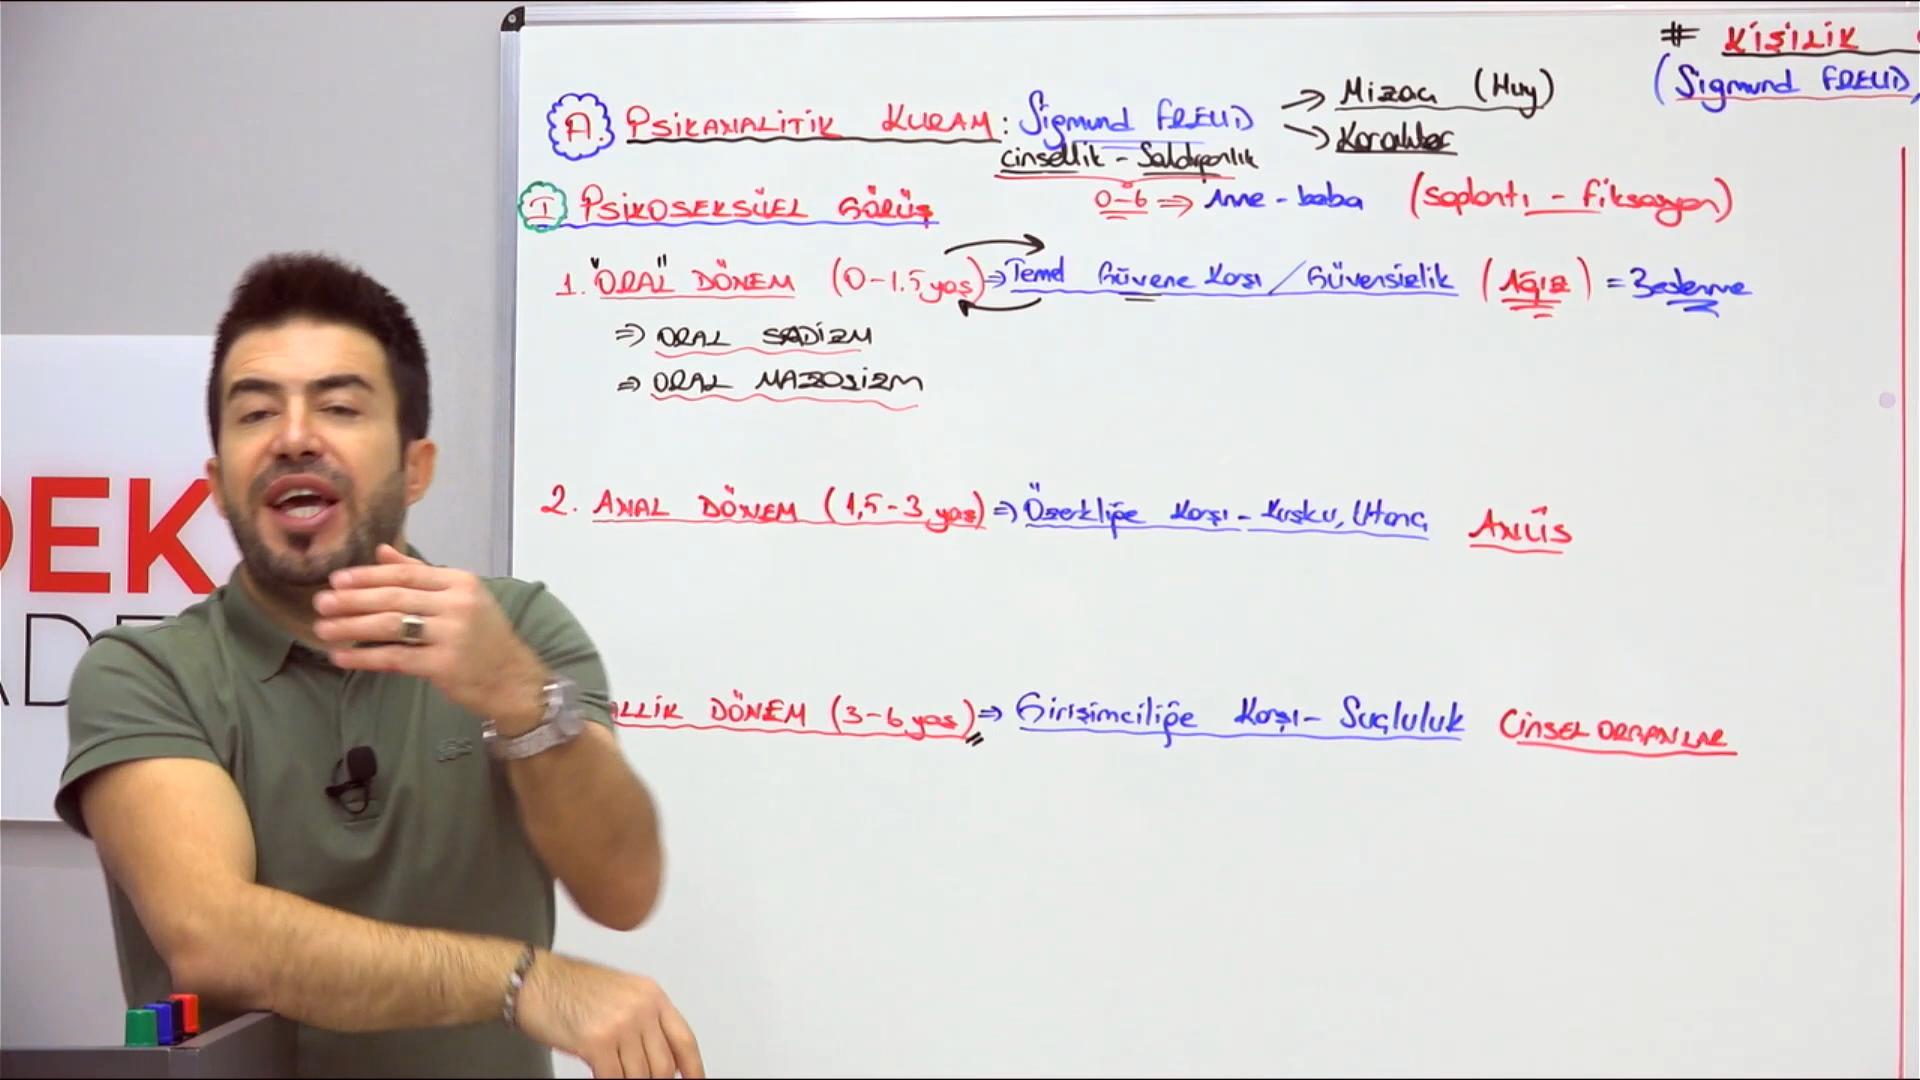 # KİŞİLİK
(Sigmund FREUD,
A. PSİKANALİTİK KURAM : Sigmund FREUD → Mizaç (Huy)
→ Karakter
cinsellik - Saldırganlık
I PSİKOSEKSÜEL GÖRÜŞ 0-6 ⇒ Anne - baba (saplantı - fiksasyon)
1. "ORAL" DÖNEM (0-1.5 yaş) ⇒ Temel Güvene Karşı / Güvensizlik (AĞIZ) = Beslenme
⇒ ORAL SADİZM
⇒ ORAL MAZOŞİZM
2. ANAL DÖNEM (1,5-3 yaş) ⇒ Özerkliğe Karşı - Kuşku, Utanç ANÜS
ALLİK DÖNEM (3-6 yaş) ⇒ Girişimciliğe Karşı - Suçluluk CİNSEL ORGANLAR
DEK
ADE